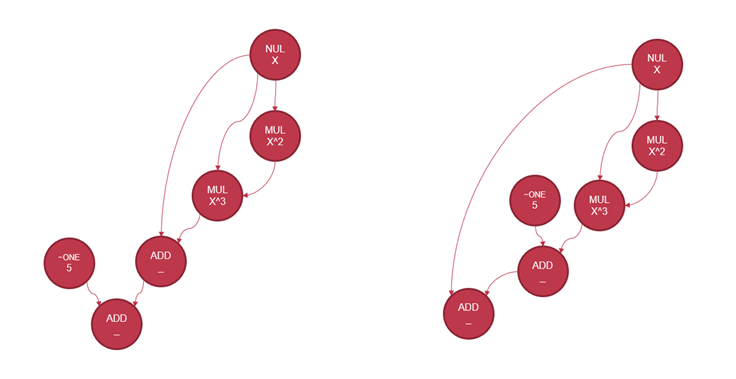 NUL
X
MUL
X^2
MUL
X^3
ADD
_
~ONE
5
ADD
_
NUL
X
MUL
X^2
~ONE
5
MUL
X^3
ADD
_
ADD
_